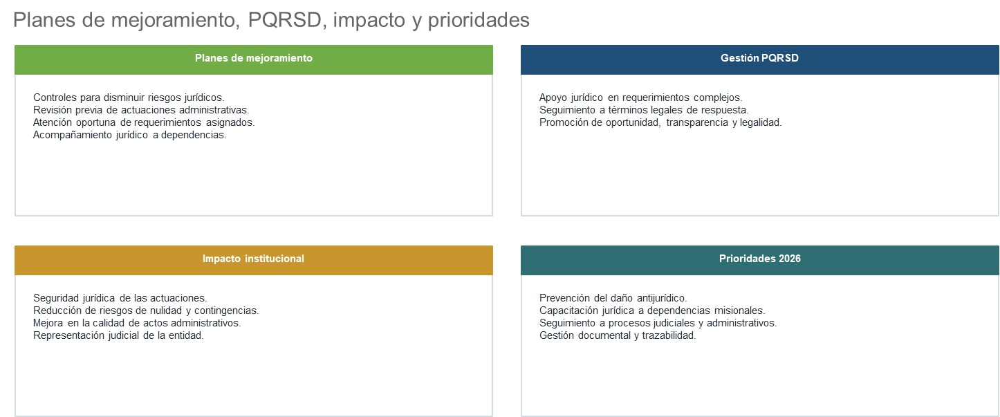 Planes de mejoramiento, PQRSD, impacto y prioridades
Planes de mejoramiento
Controles para disminuir riesgos jurídicos.
Revisión previa de actuaciones administrativas.
Atención oportuna de requerimientos asignados.
Acompañamiento jurídico a dependencias.
Gestión PQRSD
Apoyo jurídico en requerimientos complejos.
Seguimiento a términos legales de respuesta.
Promoción de oportunidad, transparencia y legalidad.
Impacto institucional
Seguridad jurídica de las actuaciones.
Reducción de riesgos de nulidad y contingencias.
Mejora en la calidad de actos administrativos.
Representación judicial de la entidad.
Prioridades 2026
Prevención del daño antijurídico.
Capacitación jurídica a dependencias misionales.
Seguimiento a procesos judiciales y administrativos.
Gestión documental y trazabilidad.